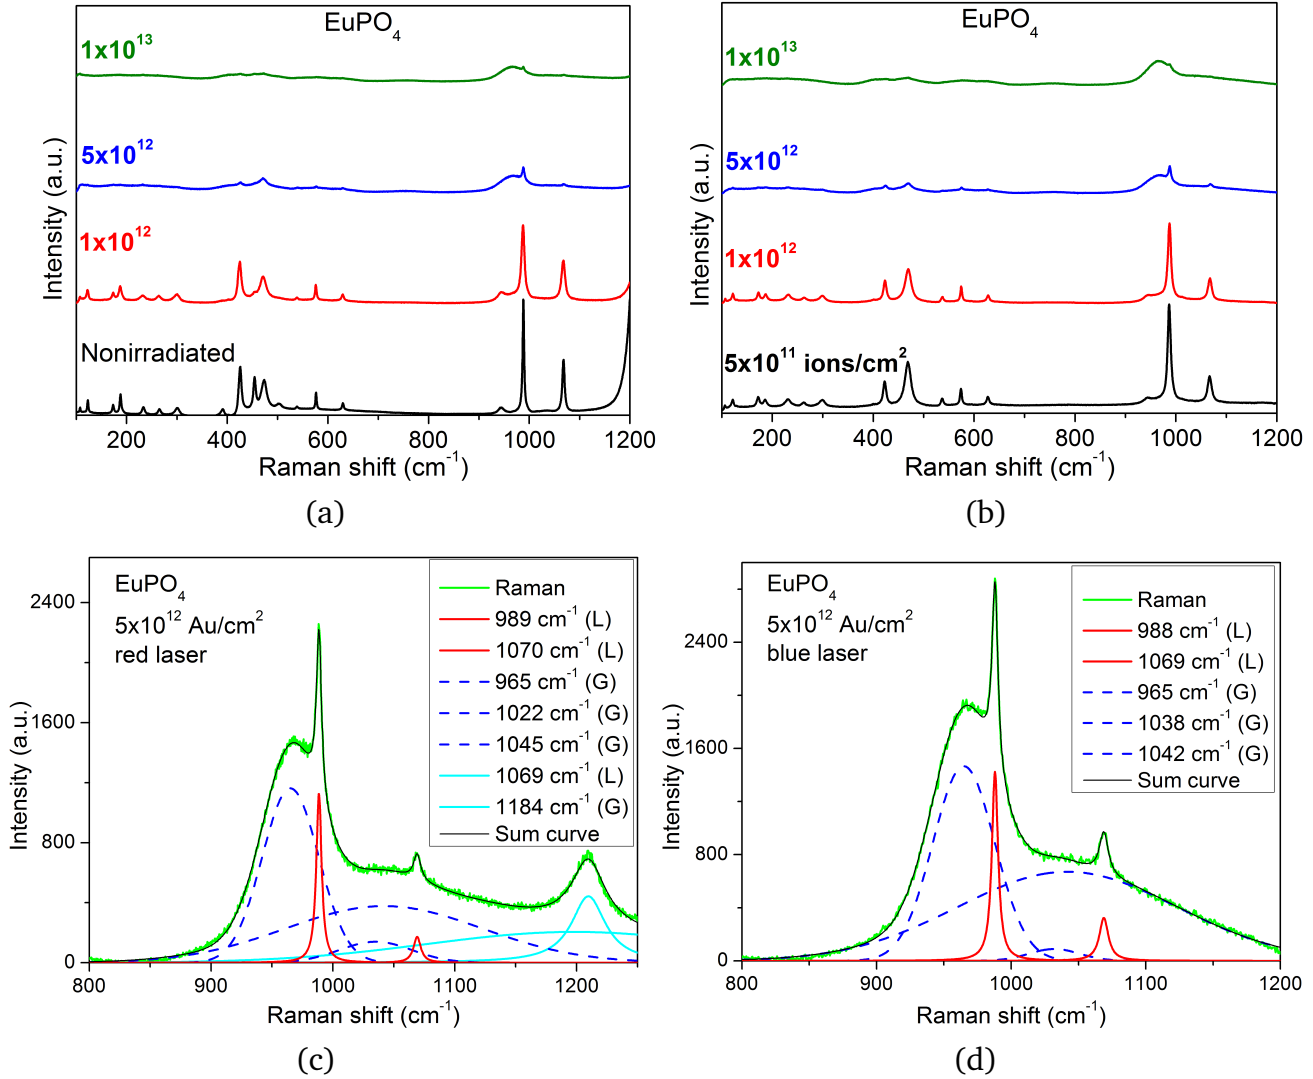 EuPO4
1x10^13
5x10^12
1x10^12
Nonirradiated
Intensity (a.u.)
200 400 600 800 1000 1200
Raman shift (cm^-1)
(a)
EuPO4
1x10^13
5x10^12
1x10^12
5x10^11 ions/cm^2
Intensity (a.u.)
200 400 600 800 1000 1200
Raman shift (cm^-1)
(b)
EuPO4
5x10^12 Au/cm^2
red laser
Raman
989 cm^-1 (L)
1070 cm^-1 (L)
965 cm^-1 (G)
1022 cm^-1 (G)
1045 cm^-1 (G)
1069 cm^-1 (L)
1184 cm^-1 (G)
Sum curve
Intensity (a.u.)
2400
1600
800
0
800 900 1000 1100 1200
Raman shift (cm^-1)
(c)
EuPO4
5x10^12 Au/cm^2
blue laser
Raman
988 cm^-1 (L)
1069 cm^-1 (L)
965 cm^-1 (G)
1038 cm^-1 (G)
1042 cm^-1 (G)
Sum curve
Intensity (a.u.)
2400
1600
800
0
800 900 1000 1100 1200
Raman shift (cm^-1)
(d)